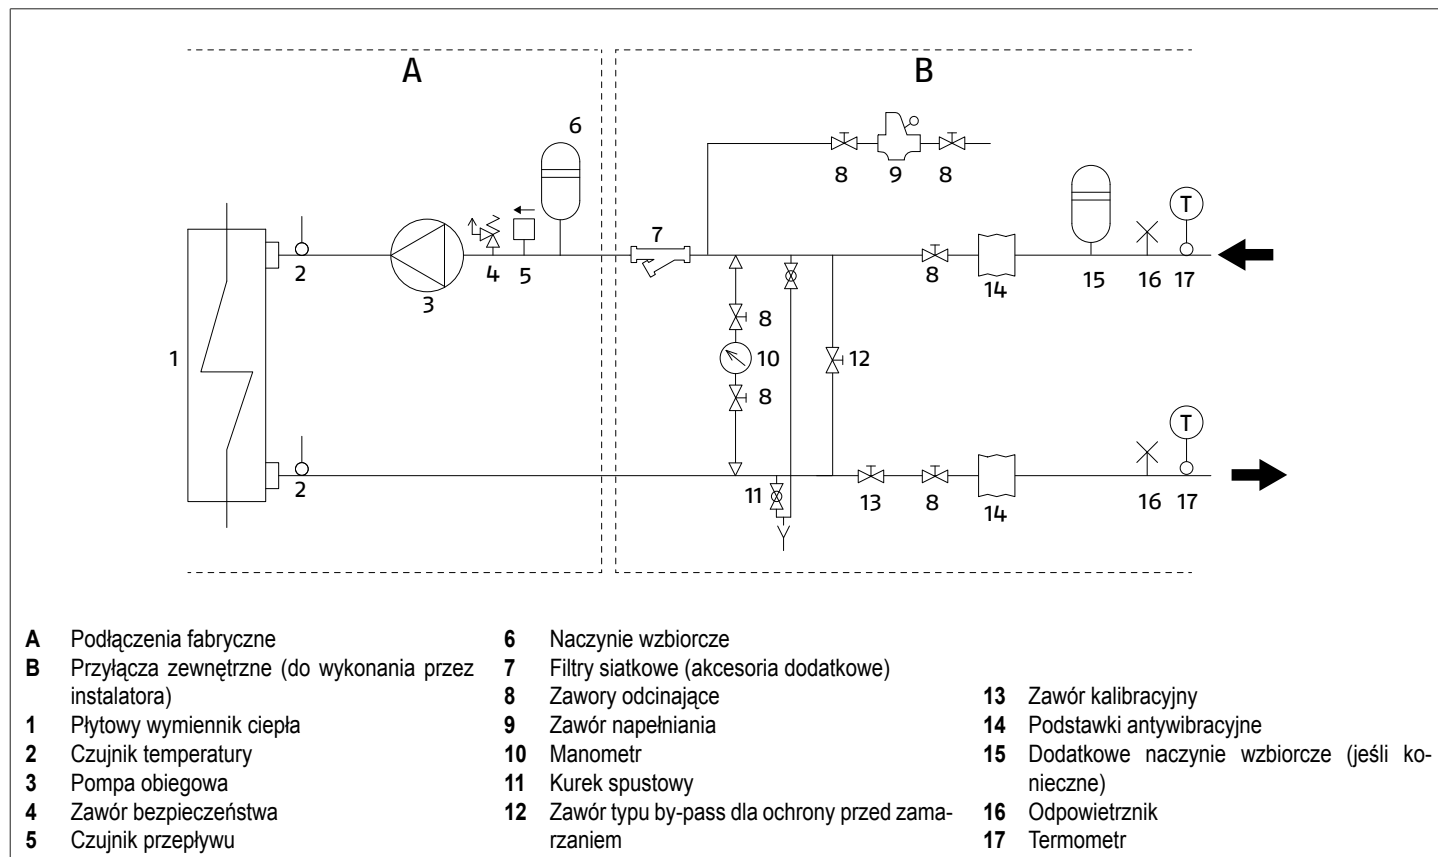 A
B
6
8
9
8
T
7
2
3
4
5
8
14
15
16
17
1
8
10
12
8
T
2
11
13
8
14
16
17
A Podłączenia fabryczne
B Przyłącza zewnętrzne (do wykonania przez
instalatora)
1 Płytowy wymiennik ciepła
2 Czujnik temperatury
3 Pompa obiegowa
4 Zawór bezpieczeństwa
5 Czujnik przepływu
6 Naczynie wzbiorcze
7 Filtry siatkowe (akcesoria dodatkowe)
8 Zawory odcinające
9 Zawór napełniania
10 Manometr
11 Kurek spustowy
12 Zawór typu by-pass dla ochrony przed zama-
rzaniem
13 Zawór kalibracyjny
14 Podstawki antywibracyjne
15 Dodatkowe naczynie wzbiorcze (jeśli ko-
nieczne)
16 Odpowietrznik
17 Termometr